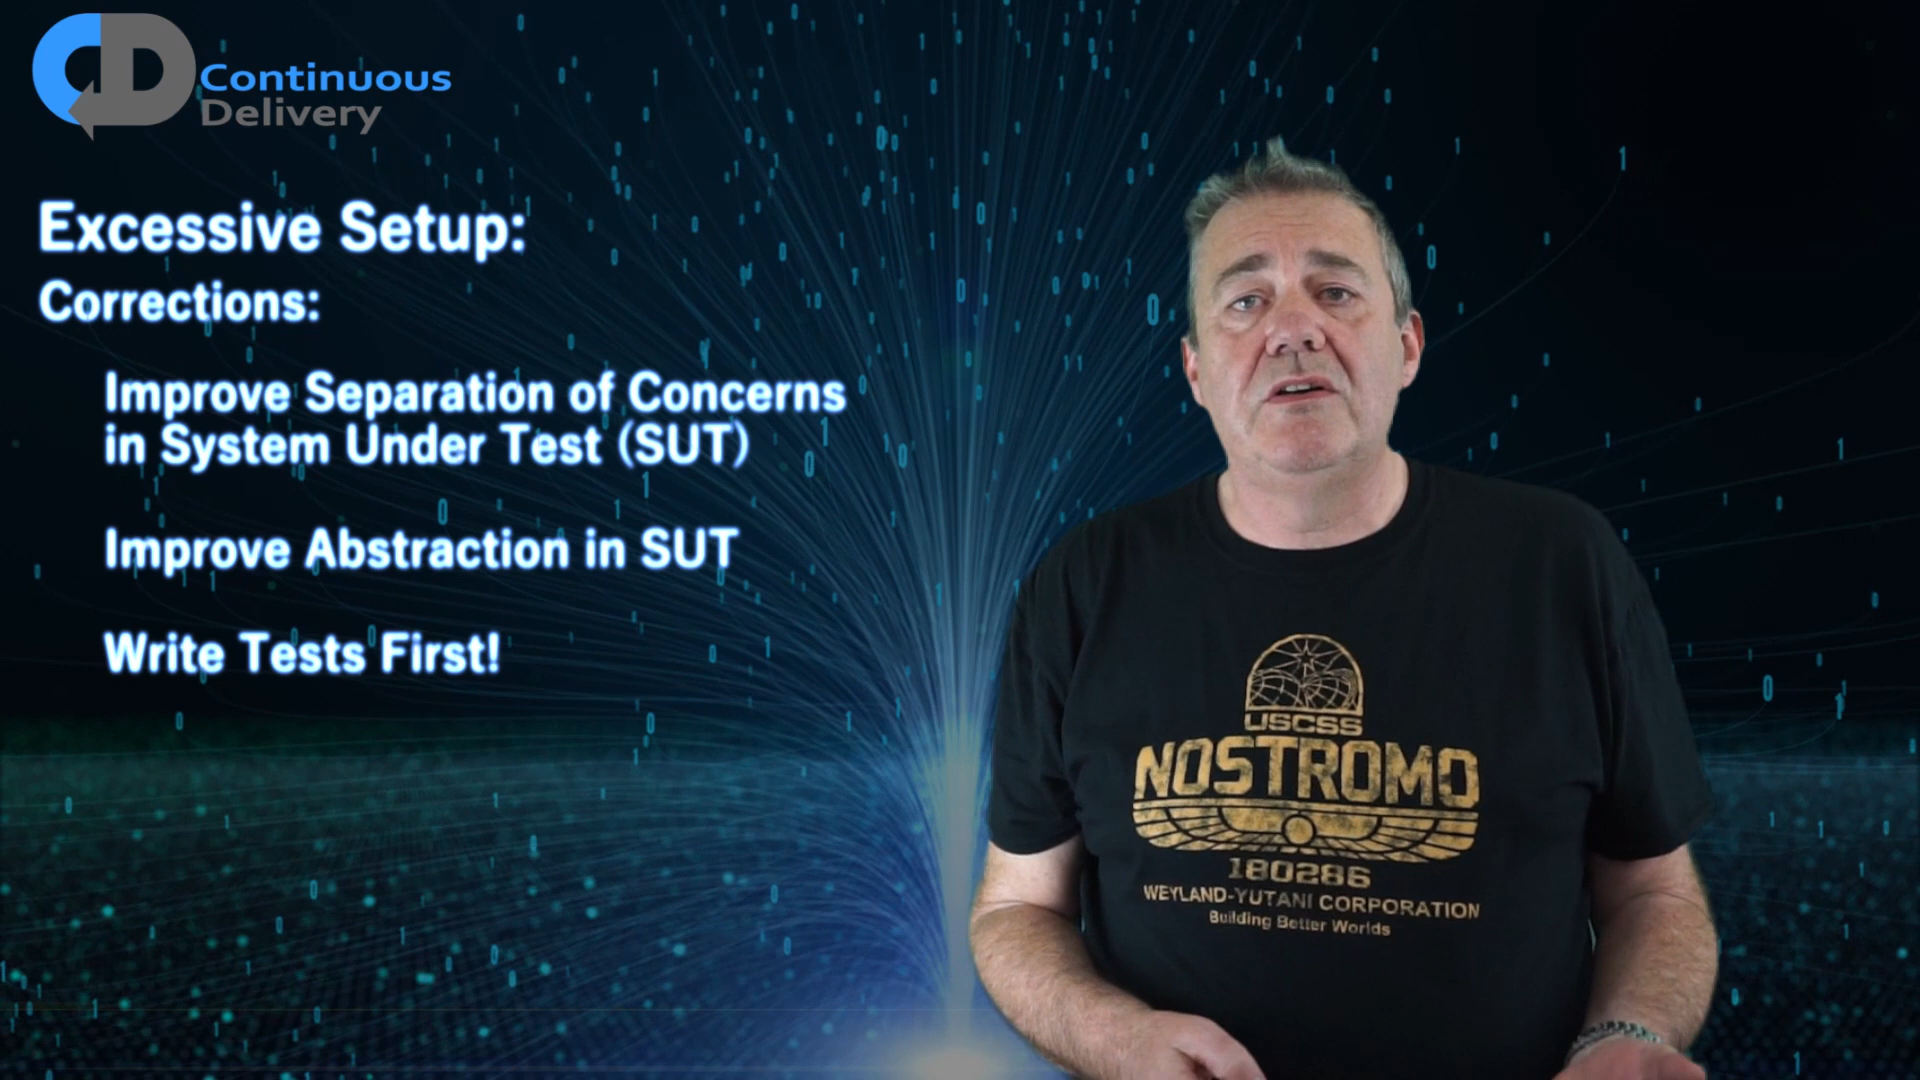 Continuous
Delivery
Excessive Setup:
Corrections:
Improve Separation of Concerns
in System Under Test (SUT)
Improve Abstraction in SUT
Write Tests First!
USCSS
NOSTROMO
180286
WEYLAND-YUTANI CORPORATION
Building Better Worlds